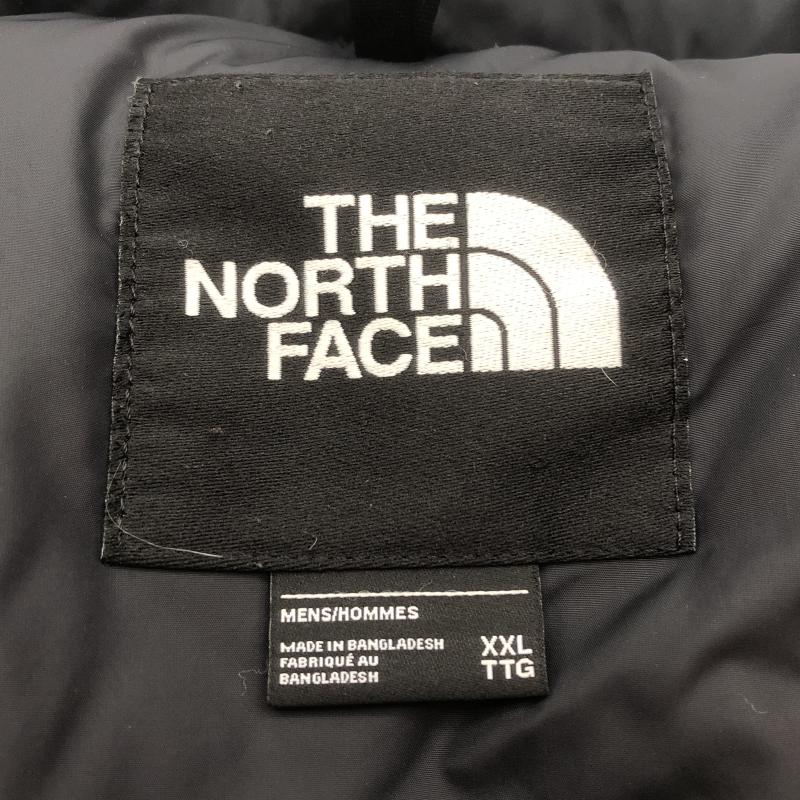 THE
NORTH
FACE
MENS/HOMMES
MADE IN BANGLADESH
FABRIQUÉ AU
BANGLADESH
XXL
TTG